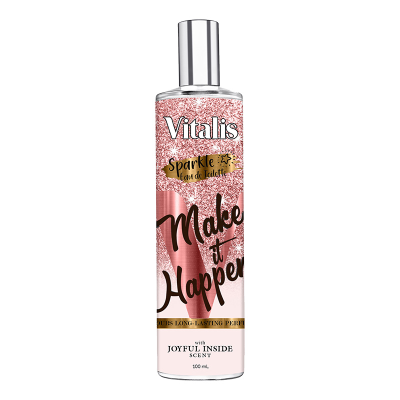 Vitalis
Sparkle
Eau de Toilette
Make
it
Happen
LONG-LASTING
with
JOYFUL INSIDE
SCENT
100 mL